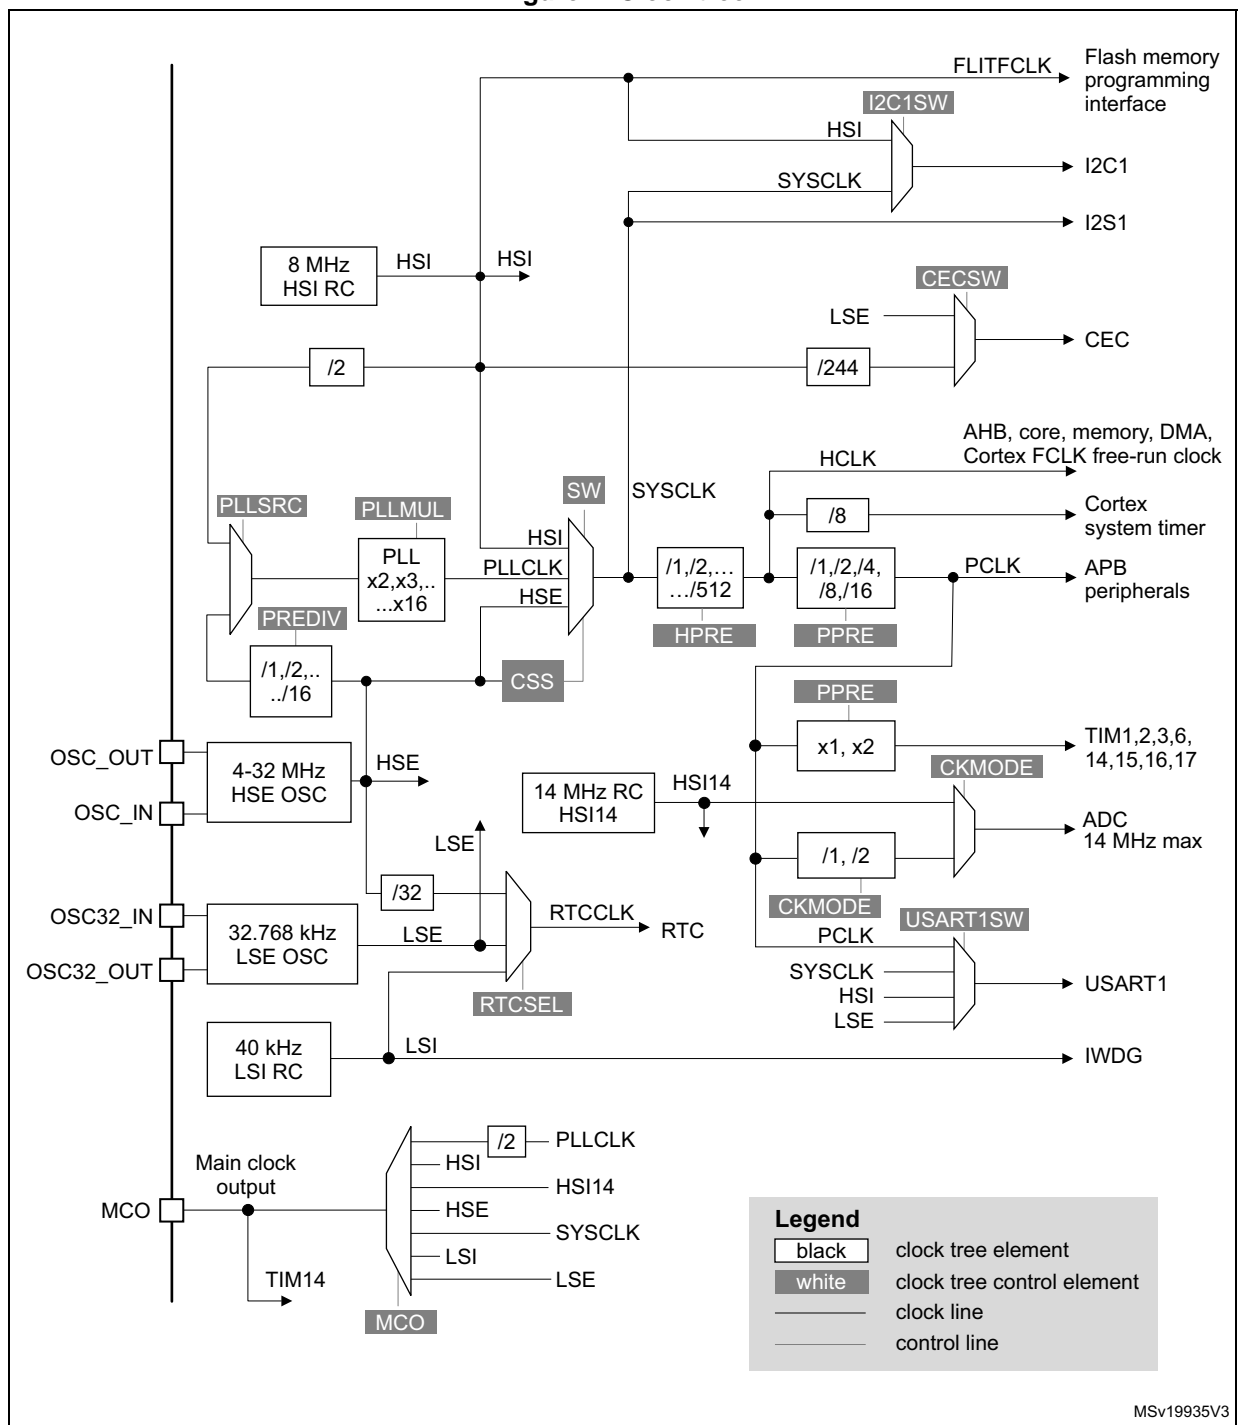 FLITFCLK
Flash memory
programming
interface
I2C1SW
HSI
SYSCLK
I2C1
I2S1
8 MHz
HSI RC
HSI
HSI
CECSW
LSE
CEC
/2
/244
AHB, core, memory, DMA,
Cortex FCLK free-run clock
HCLK
PLLSRC
PLLMUL
SW
SYSCLK
/8
Cortex
system timer
HSI
PLLCLK
HSE
PLL
x2,x3,..
...x16
/1,/2,…
…/512
/1,/2,/4,
/8,/16
PCLK
APB
peripherals
PREDIV
HPRE
PPRE
/1,/2,..
../16
CSS
PPRE
OSC_OUT
OSC_IN
4-32 MHz
HSE OSC
HSE
x1, x2
TIM1,2,3,6,
14,15,16,17
14 MHz RC
HSI14
HSI14
CKMODE
ADC
14 MHz max
LSE
/1, /2
/32
CKMODE
OSC32_IN
OSC32_OUT
32.768 kHz
LSE OSC
LSE
RTCCLK
RTC
USART1SW
PCLK
SYSCLK
HSI
LSE
USART1
RTCSEL
40 kHz
LSI RC
LSI
IWDG
/2
PLLCLK
HSI
HSI14
HSE
SYSCLK
LSI
LSE
Main clock
output
MCO
TIM14
MCO
Legend
black
clock tree element
white
clock tree control element
clock line
control line
MSv19935V3